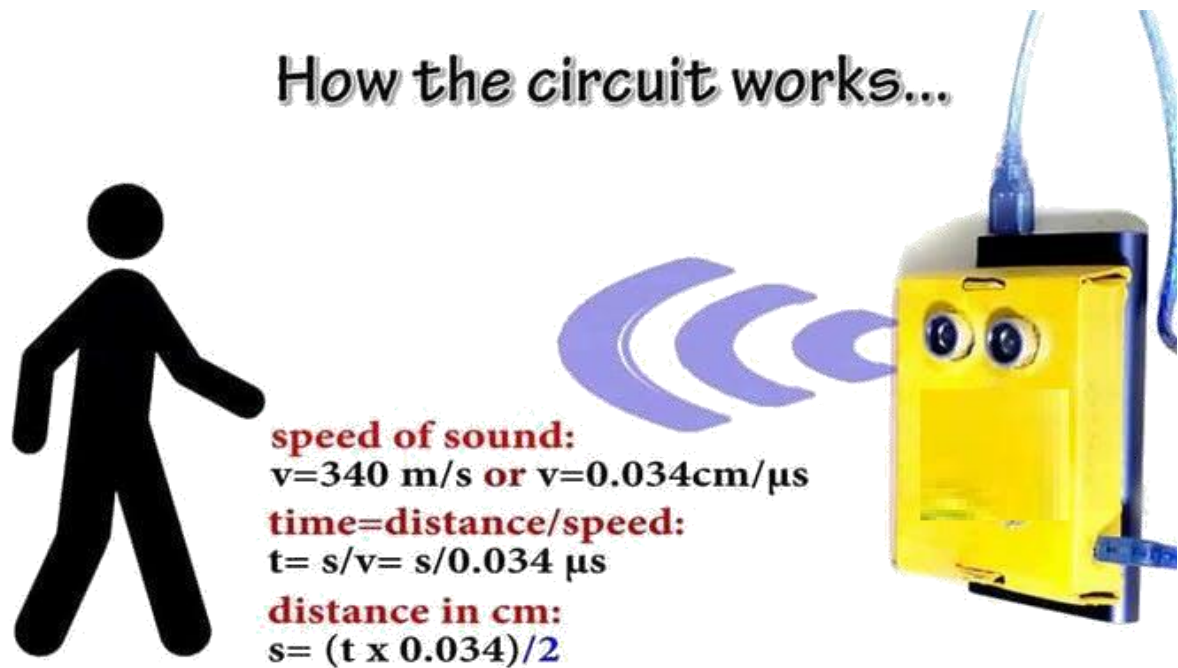 How the circuit works...
speed of sound:
v=340 m/s or v=0.034cm/µs
time=distance/speed:
t= s/v= s/0.034 µs
distance in cm:
s= (t x 0.034)/2